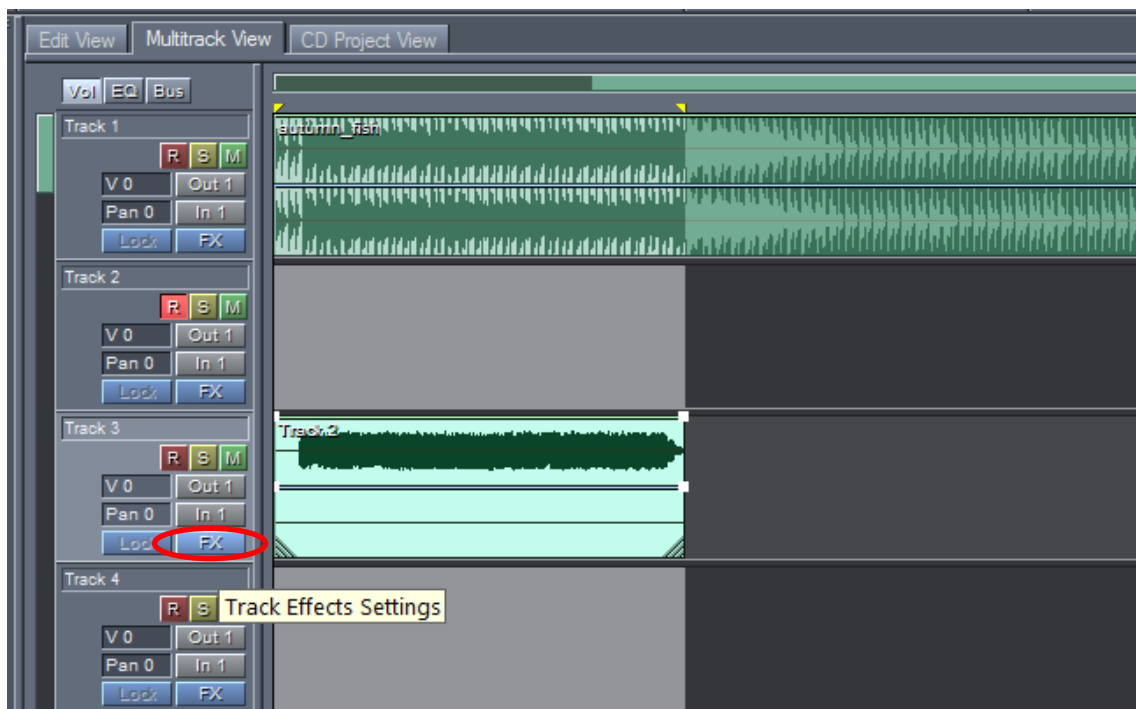 Edit View Multitrack View CD Project View
Vol EQ Bus
Track 1
autumn_fish
R S M
V 0 Out 1
Pan 0 In 1
Lock FX
Track 2
R S M
V 0 Out 1
Pan 0 In 1
Lock FX
Track 3
Track 2
R S M
V 0 Out 1
Pan 0 In 1
Lock FX
Track 4
R S
Track Effects Settings
V 0 Out 1
Pan 0 In 1
Lock FX